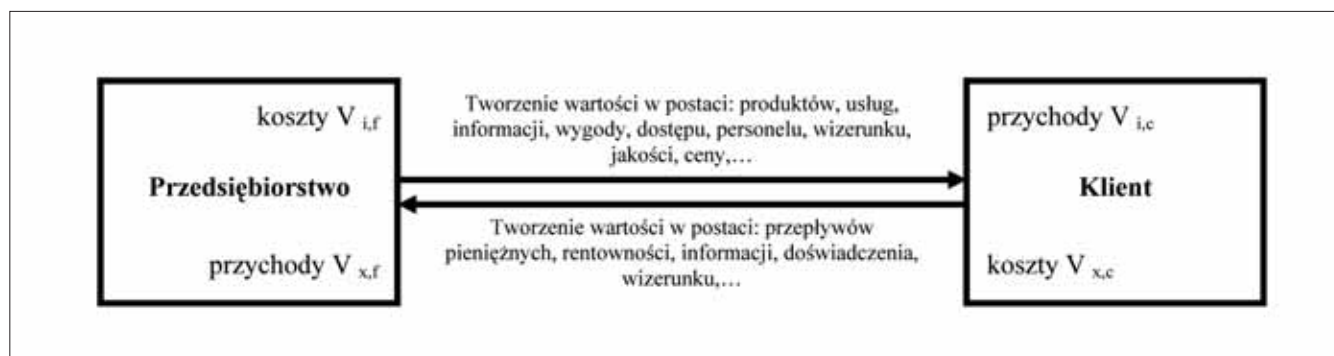 koszty V i,f
Przedsiębiorstwo
przychody V x,f
Tworzenie wartości w postaci: produktów, usług,
informacji, wygody, dostępu, personelu, wizerunku,
jakości, ceny,…
Tworzenie wartości w postaci: przepływów
pieniężnych, rentowności, informacji, doświadczenia,
wizerunku,…
przychody V i,c
Klient
koszty V x,c